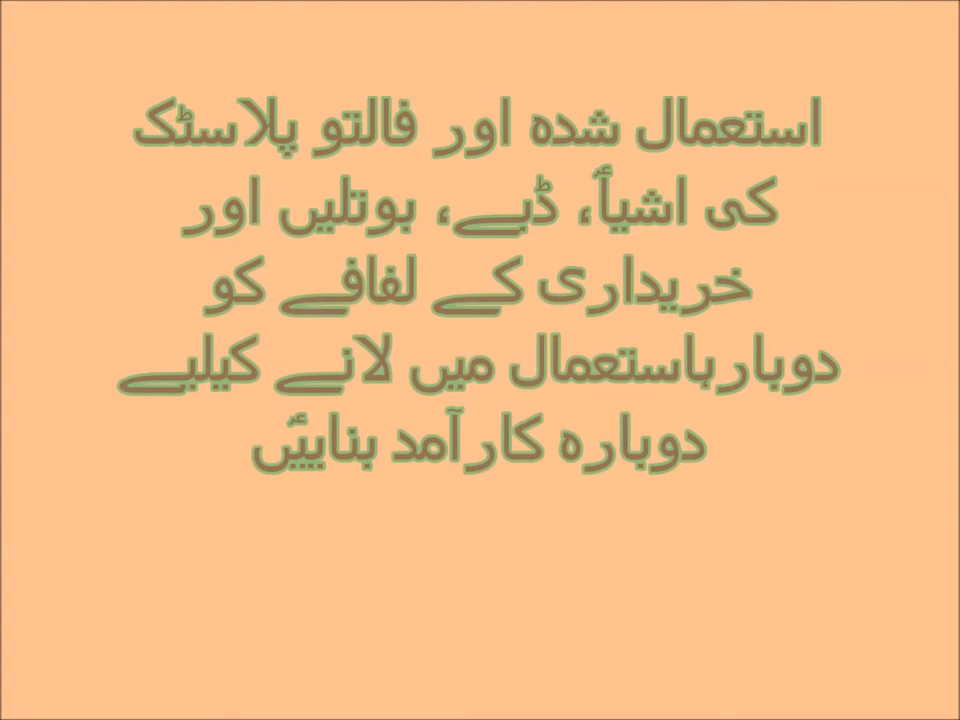 استعمال شدہ اور فالتو پلاسٹک
کی اشیأ، ڈبے، بوتلیں اور
خریداری کے لفافے کو
دوبارہاستعمال میں لانے کیلیے
دوبارہ کارآمد بنایئں